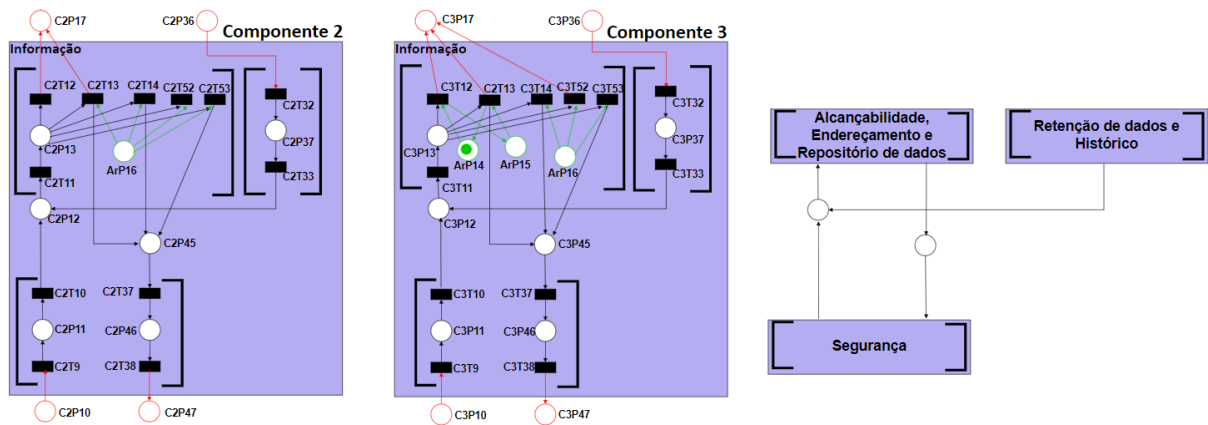 C2P17
C2P36
Componente 2
Informação
C2T12
C2T13
C2T14
C2T52
C2T53
C2T32
C2P13
ArP16
C2P37
C2T11
C2T33
C2P12
C2P45
C2T10
C2T37
C2P11
C2P46
C2T9
C2T38
C2P10
C2P47
C3P17
C3P36
Componente 3
Informação
C3T12
C2T13
C3T14
C3T52
C3T53
C3T32
C3P13
ArP14
ArP15
ArP16
C3P37
C3T11
C3T33
C3P12
C3P45
C3T10
C3T37
C3P11
C3P46
C3T9
C3T38
C3P10
C3P47
Alcançabilidade,
Endereçamento e
Repositório de dados
Retenção de dados e
Histórico
Segurança